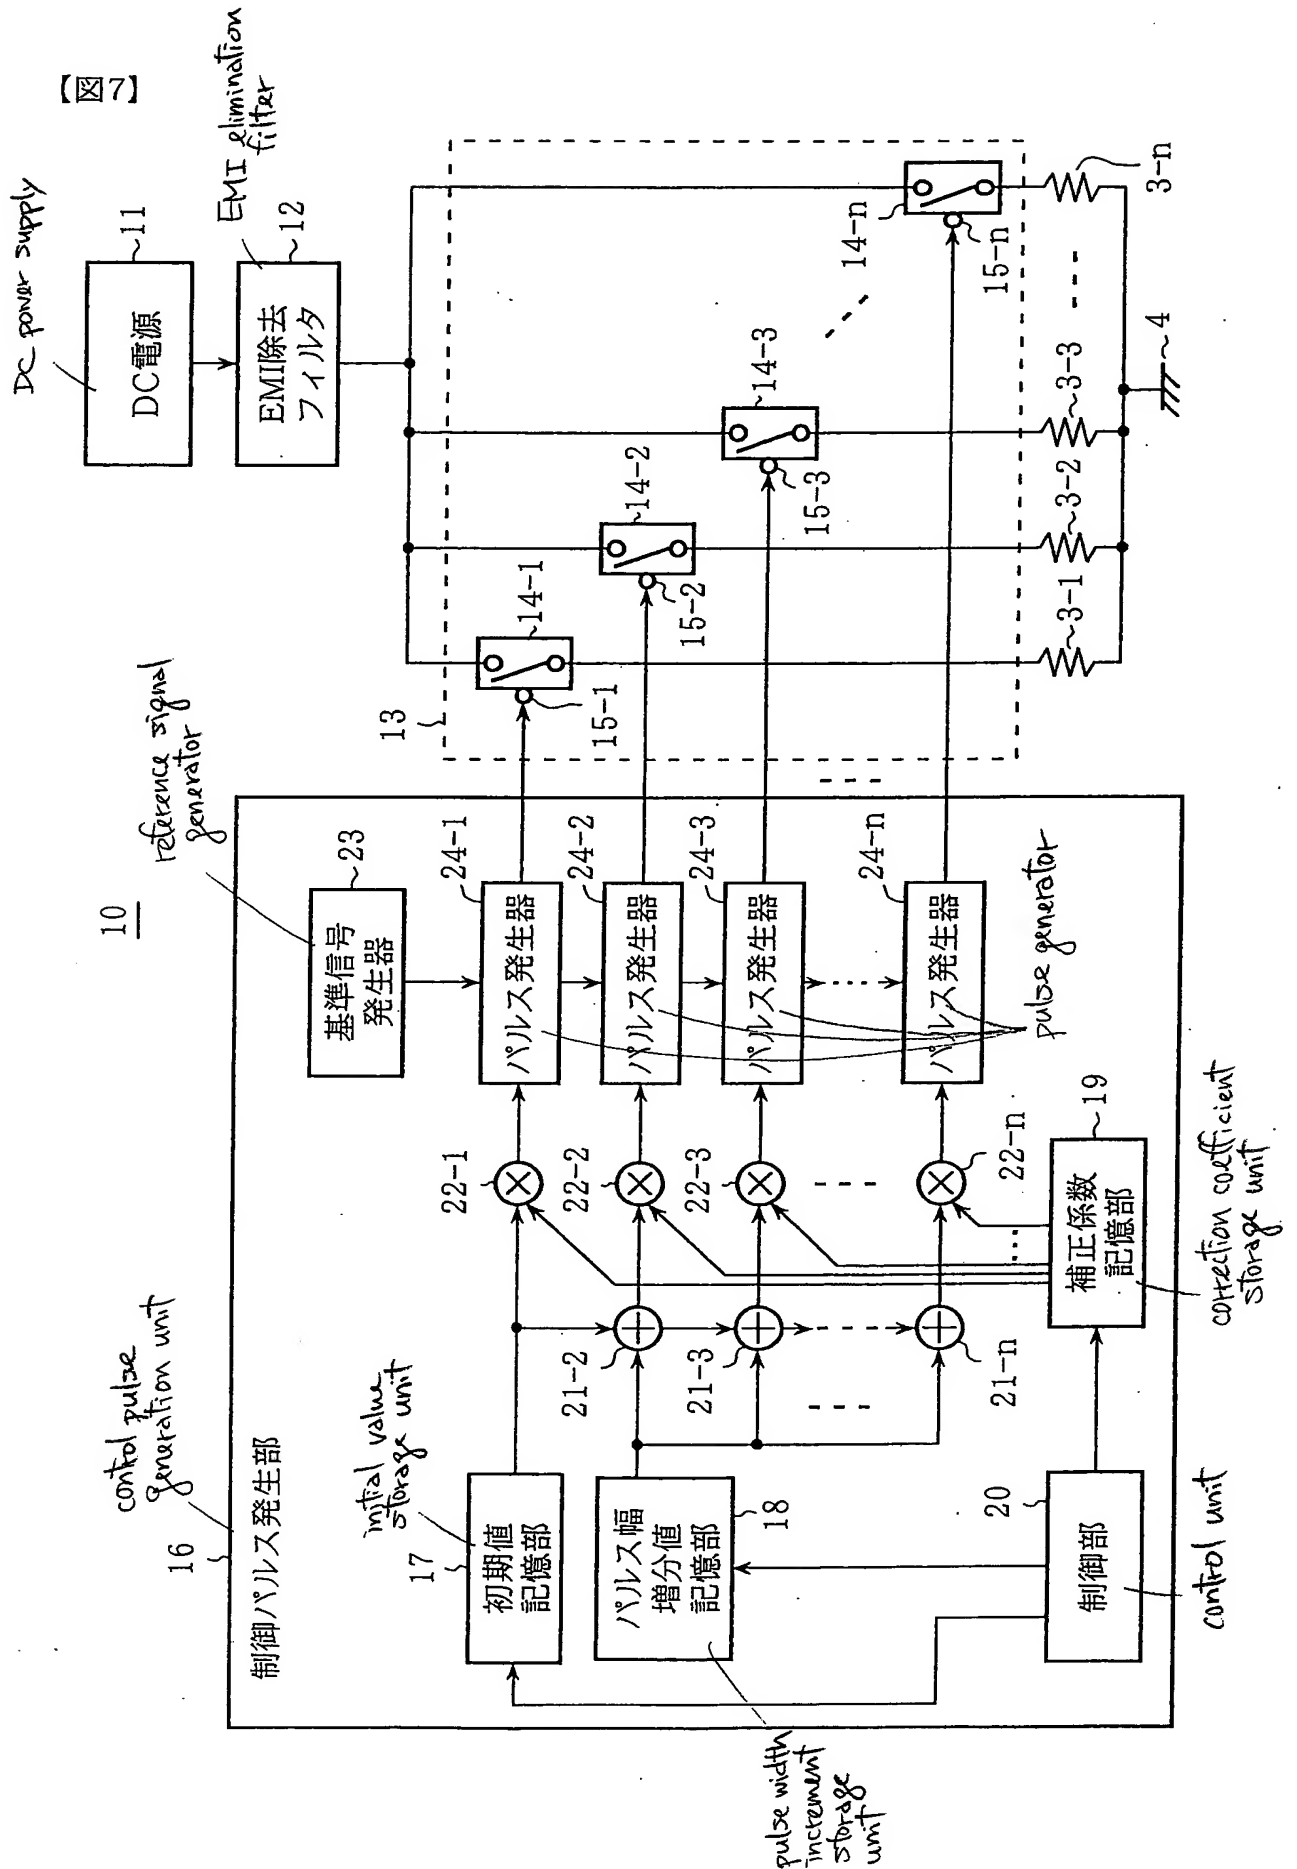 【図7】
10
DC power supply
DC電源
11
EMI elimination
filter
EMI除去
フィルタ
12
13
14-1
15-1
14-2
15-2
14-3
15-3
14-n
15-n
3-1
3-2
3-3
3-n
4
control pulse
generation unit
16
制御パルス発生部
reference signal
generator
基準信号
発生器
23
initial value
storage unit
17
初期値
記憶部
パルス幅
増分値
記憶部
18
pulse width
increment
storage
unit
制御部
20
control unit
補正係数
記憶部
19
correction coefficient
storage unit
21-2
21-3
21-n
22-1
22-2
22-3
22-n
パルス発生器
24-1
パルス発生器
24-2
パルス発生器
24-3
パルス発生器
24-n
pulse generator